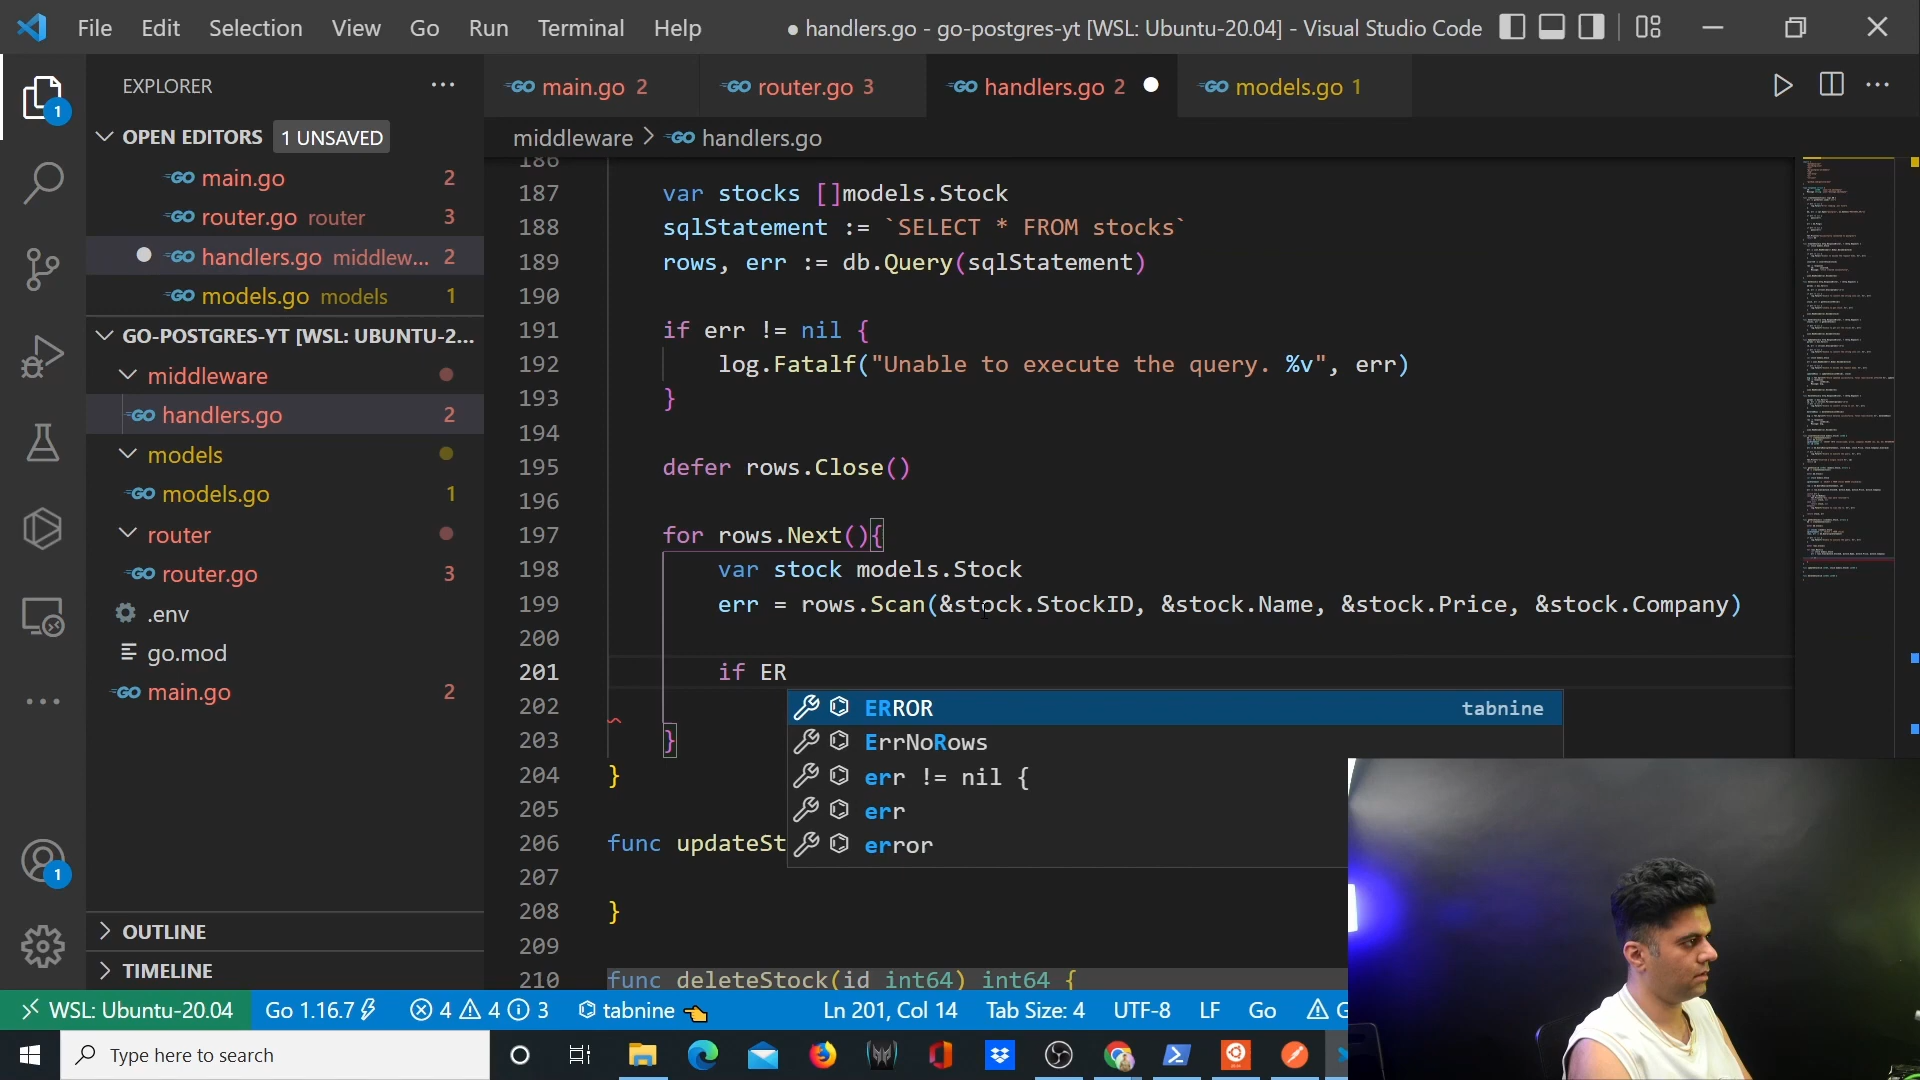 File Edit Selection View Go Run Terminal Help
● handlers.go - go-postgres-yt [WSL: Ubuntu-20.04] - Visual Studio Code
EXPLORER
OPEN EDITORS 1 UNSAVED
main.go 2
router.go router 3
handlers.go middlew... 2
models.go models 1
GO-POSTGRES-YT [WSL: UBUNTU-2...
middleware
handlers.go 2
models
models.go 1
router
router.go 3
.env
go.mod
main.go 2
OUTLINE
TIMELINE
main.go 2 router.go 3 handlers.go 2 models.go 1
middleware > handlers.go
186
187 var stocks []models.Stock
188 sqlStatement := `SELECT * FROM stocks`
189 rows, err := db.Query(sqlStatement)
190
191 if err != nil {
192 log.Fatalf("Unable to execute the query. %v", err)
193 }
194
195 defer rows.Close()
196
197 for rows.Next(){
198 var stock models.Stock
199 err = rows.Scan(&stock.StockID, &stock.Name, &stock.Price, &stock.Company)
200
201 if ER
202
203 }
204 }
205
206 func updateSt
207
208 }
209
210 func deleteStock(id int64) int64 {
ERROR tabnine
ErrNoRows
err != nil {
err
error
1
1
WSL: Ubuntu-20.04 Go 1.16.7 4 4 3 tabnine Ln 201, Col 14 Tab Size: 4 UTF-8 LF Go
Type here to search